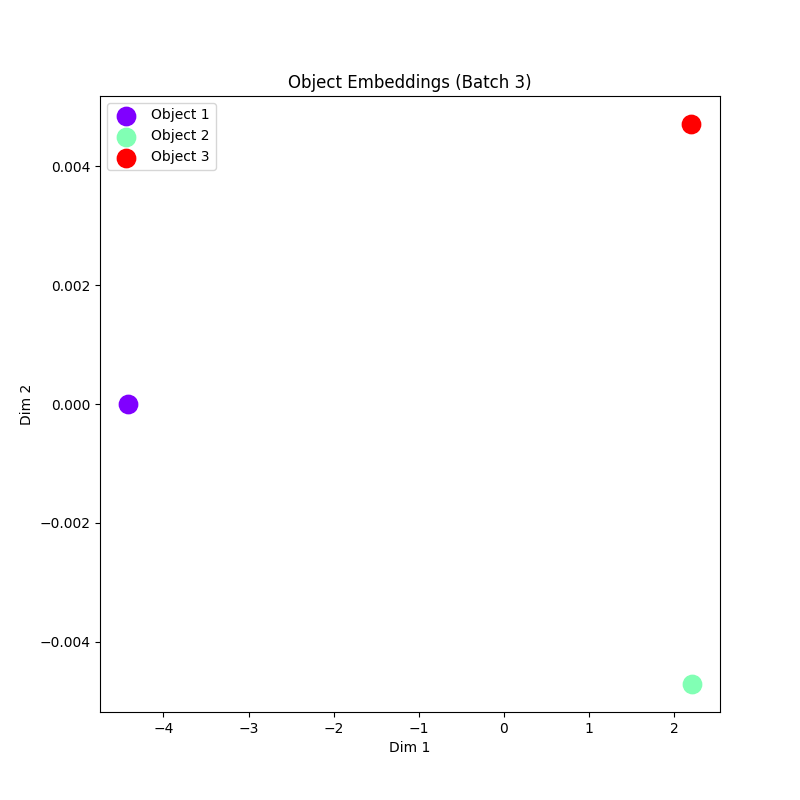 Object Embeddings (Batch 3)
Object 1
Object 2
Object 3
0.004
0.002
0.000
−0.002
−0.004
Dim 2
−4
−3
−2
−1
0
1
2
Dim 1